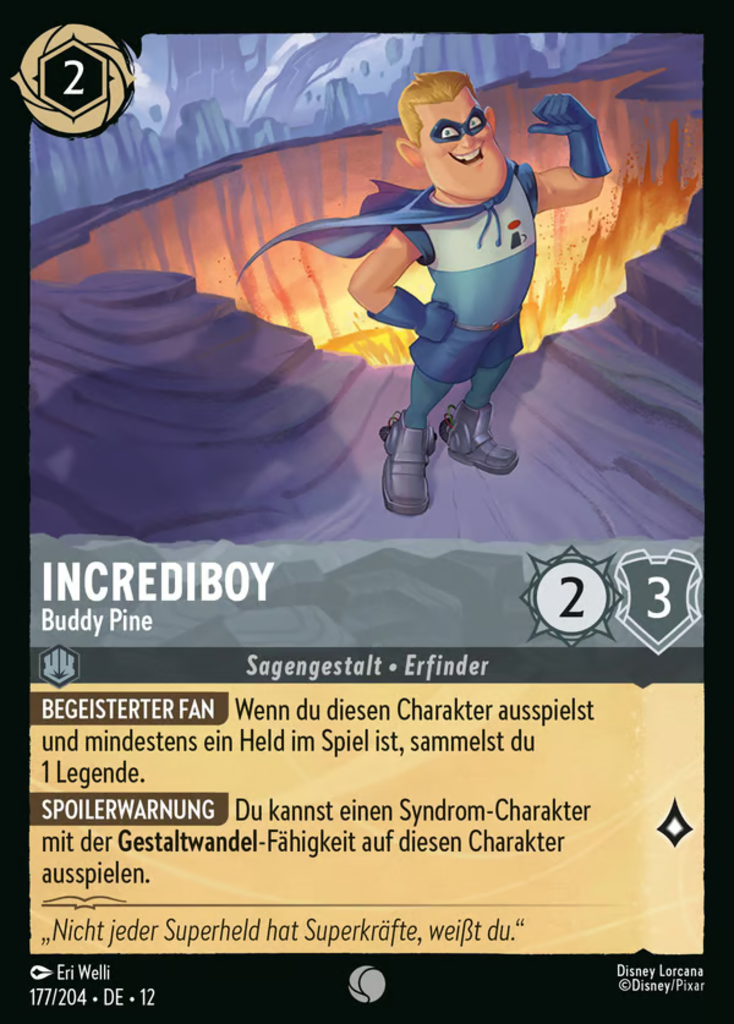 2
INCREDIBOY
Buddy Pine
2
3
Sagengestalt • Erfinder
BEGEISTERTER FAN Wenn du diesen Charakter ausspielst
und mindestens ein Held im Spiel ist, sammelst du
1 Legende.
SPOILERWARNUNG Du kannst einen Syndrom-Charakter
mit der Gestaltwandel-Fähigkeit auf diesen Charakter
ausspielen.
„Nicht jeder Superheld hat Superkräfte, weißt du.“
Eri Welli
177/204 • DE • 12
Disney Lorcana
©Disney/Pixar